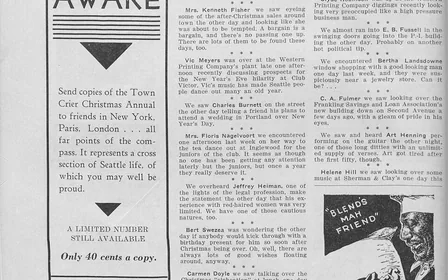 AWAKE
Send copies of the Town
Crier Christmas Annual
to friends in New York,
Paris, London . . . all
far points of the com-
pass. It represents a cross
section of Seattle life, of
which you may well be
proud.
A LIMITED NUMBER
STILL AVAILABLE
Only 40 cents a copy.
Mrs. Kenneth Fisher we saw eyeing
some of the after-Christmas sales around
town the other day and looking like she
was about to be tempted. A bargain is a
bargain, and there's no passing one up.
There are lots of them to be found these
days, too.
* * *
Vic Meyers was over at the Western
Printing Company's plant late one after-
noon recently discussing prospects for
the New Year's Eve hilarity at Club
Victor. Vic's music has made Seattle peo-
ple dance out many an old year.
* * *
We saw Charles Burnett on the street
the other day telling a friend his plans to
attend a wedding in Portland over New
Year's Day.
* * *
Mrs. Floris Nagelvoort we encountered
one afternoon last week on her way to
the tea dance out at Inglewood for the
juniors of the club. It seems as though
no one has been getting any attention
lately but the juniors, but once a year
they really deserve it.
* * *
We overheard Jeffrey Heiman, one of
the lights of the legal profession, make
the statement the other day that his ex-
perience with red-haired women was very
limited. We have one of those cautious
natures, too.
* * *
Bert Swezea was wondering the other
day if anybody would kick through with a
birthday present for him so soon after
Christmas being over. Oh, well, there are
always lots of good wishes floating
around, anyway.
* * *
Carmen Doyle we saw talking over the
Printing Company diggings recently look-
ing very preoccupied like a high pressure
business man.
* * *
We almost ran into E. B. Fussell in the
swinging doors going into the P-I. build-
ing the other day. Probably on another
hot political tip.
* * *
We encountered Bertha Landsdowne
window shopping with a good looking man
one day last week, and they were sus-
piciously near a jewelry store. Can it
be?
* * *
C. A. Fulmer we saw looking over the
Frankling Savings and Loan Association's
new building down on Second Avenue a
few days ago, with a gleam of pride in his
eyes.
* * *
We saw and heard Art Henning per-
forming on the guitar the other night,
one of those long ditties with an unlimit-
ed supply of verses. Art got tired after
the first fifty, though.
* * *
Helene Hill we saw looking over some
music at Sherman & Clay's one day this
"BLEND'S
MAH
FRIEND"